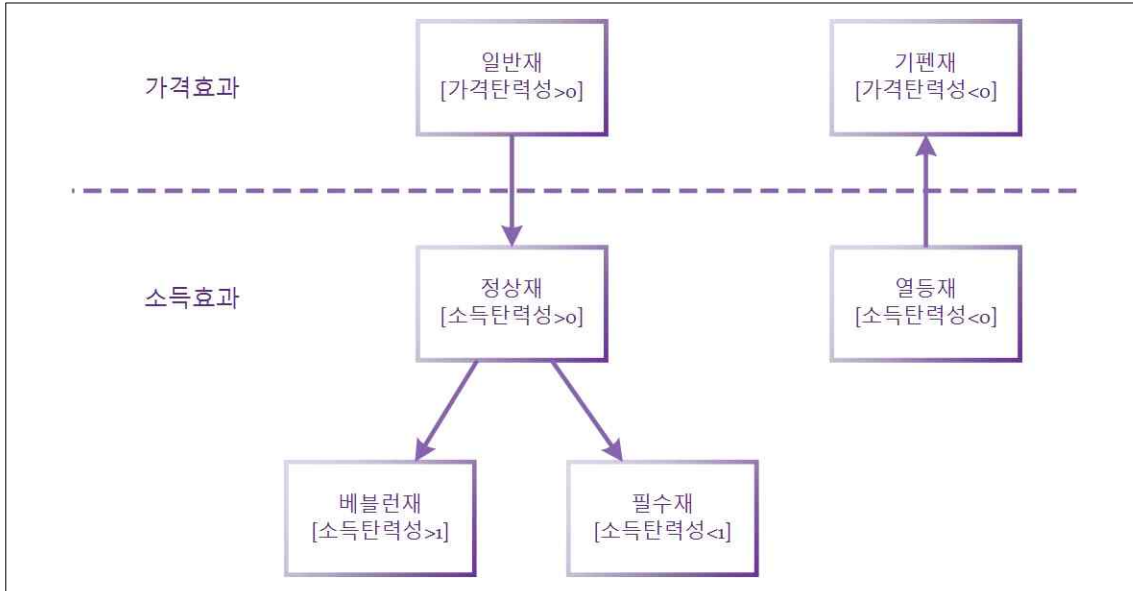 가격효과
일반재
[가격탄력성>0]
기펜재
[가격탄력성<0]
소득효과
정상재
[소득탄력성>0]
열등재
[소득탄력성<0]
베블런재
[소득탄력성>1]
필수재
[소득탄력성<1]